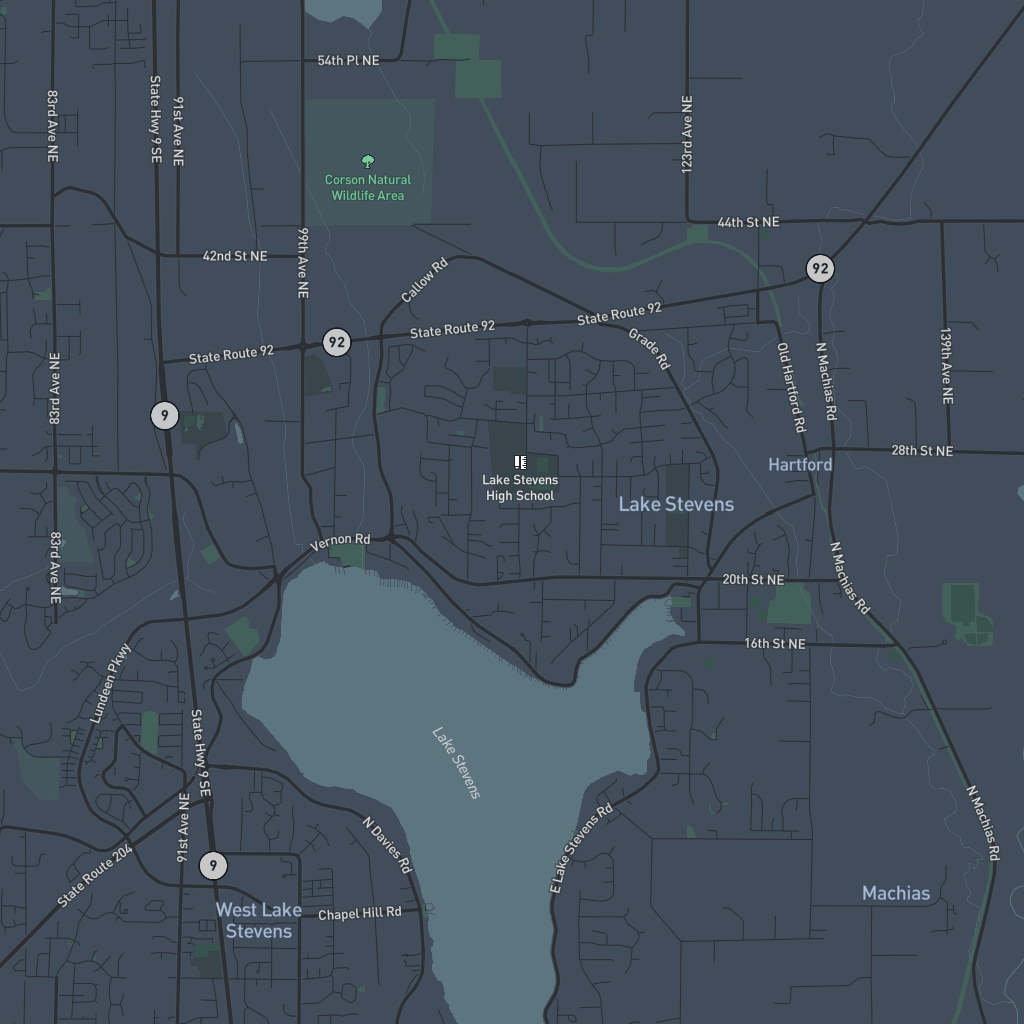 54th Pl NE
83rd Ave NE
State Hwy 9 SE
91st Ave NE
123rd Ave NE
Corson Natural
Wildlife Area
44th St NE
42nd St NE
99th Ave NE
Callow Rd
92
State Route 92
State Route 92
State Route 92
92
Grade Rd
Old Hartford Rd
N Machias Rd
139th Ave NE
83rd Ave NE
9
28th St NE
Hartford
Lake Stevens
High School
Lake Stevens
Vernon Rd
83rd Ave NE
20th St NE
N Machias Rd
16th St NE
Lundeen Pkwy
State Hwy 9 SE
Lake Stevens
91st Ave NE
N Davies Rd
E Lake Stevens Rd
N Machias Rd
State Route 204
9
Machias
West Lake
Stevens
Chapel Hill Rd